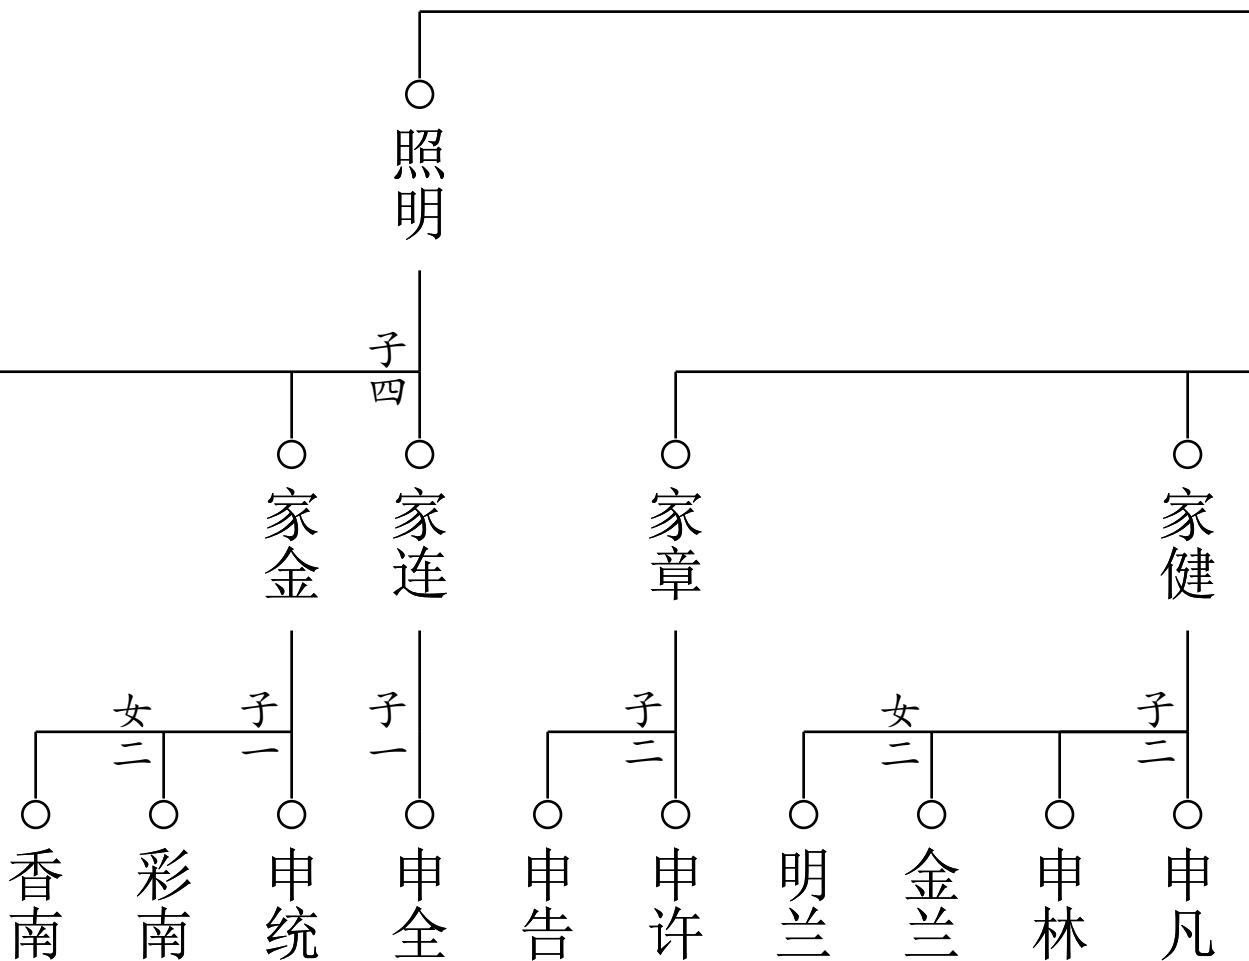 照明
子四
家健
家章
家连
家金
子二
女二
子二
子一
子一
女二
申凡
申林
金兰
明兰
申许
申告
申全
申统
彩南
香南